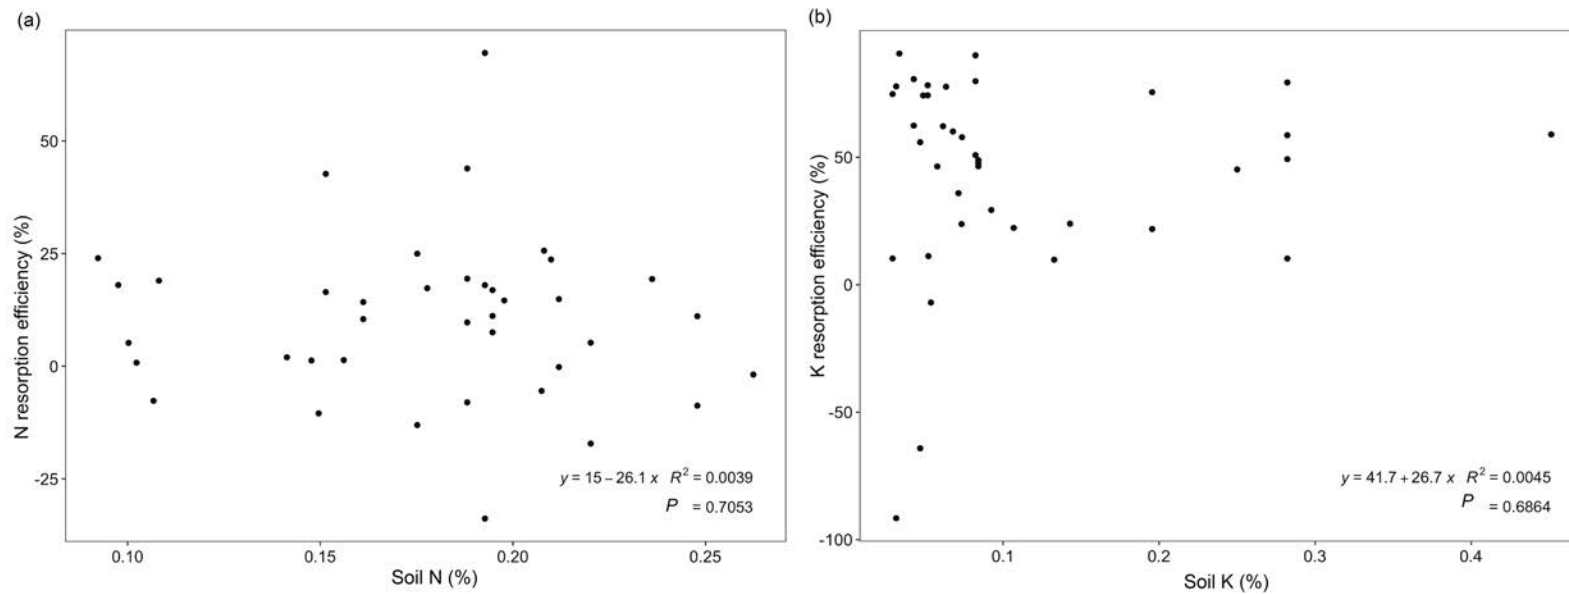 (a)
N resorption efficiency (%)
50
25
0
-25
y = 15 – 26.1 x R² = 0.0039
P = 0.7053
0.10 0.15 0.20 0.25
Soil N (%)
(b)
K resorption efficiency (%)
50
0
-50
-100
y = 41.7 + 26.7 x R² = 0.0045
P = 0.6864
0.1 0.2 0.3 0.4
Soil K (%)